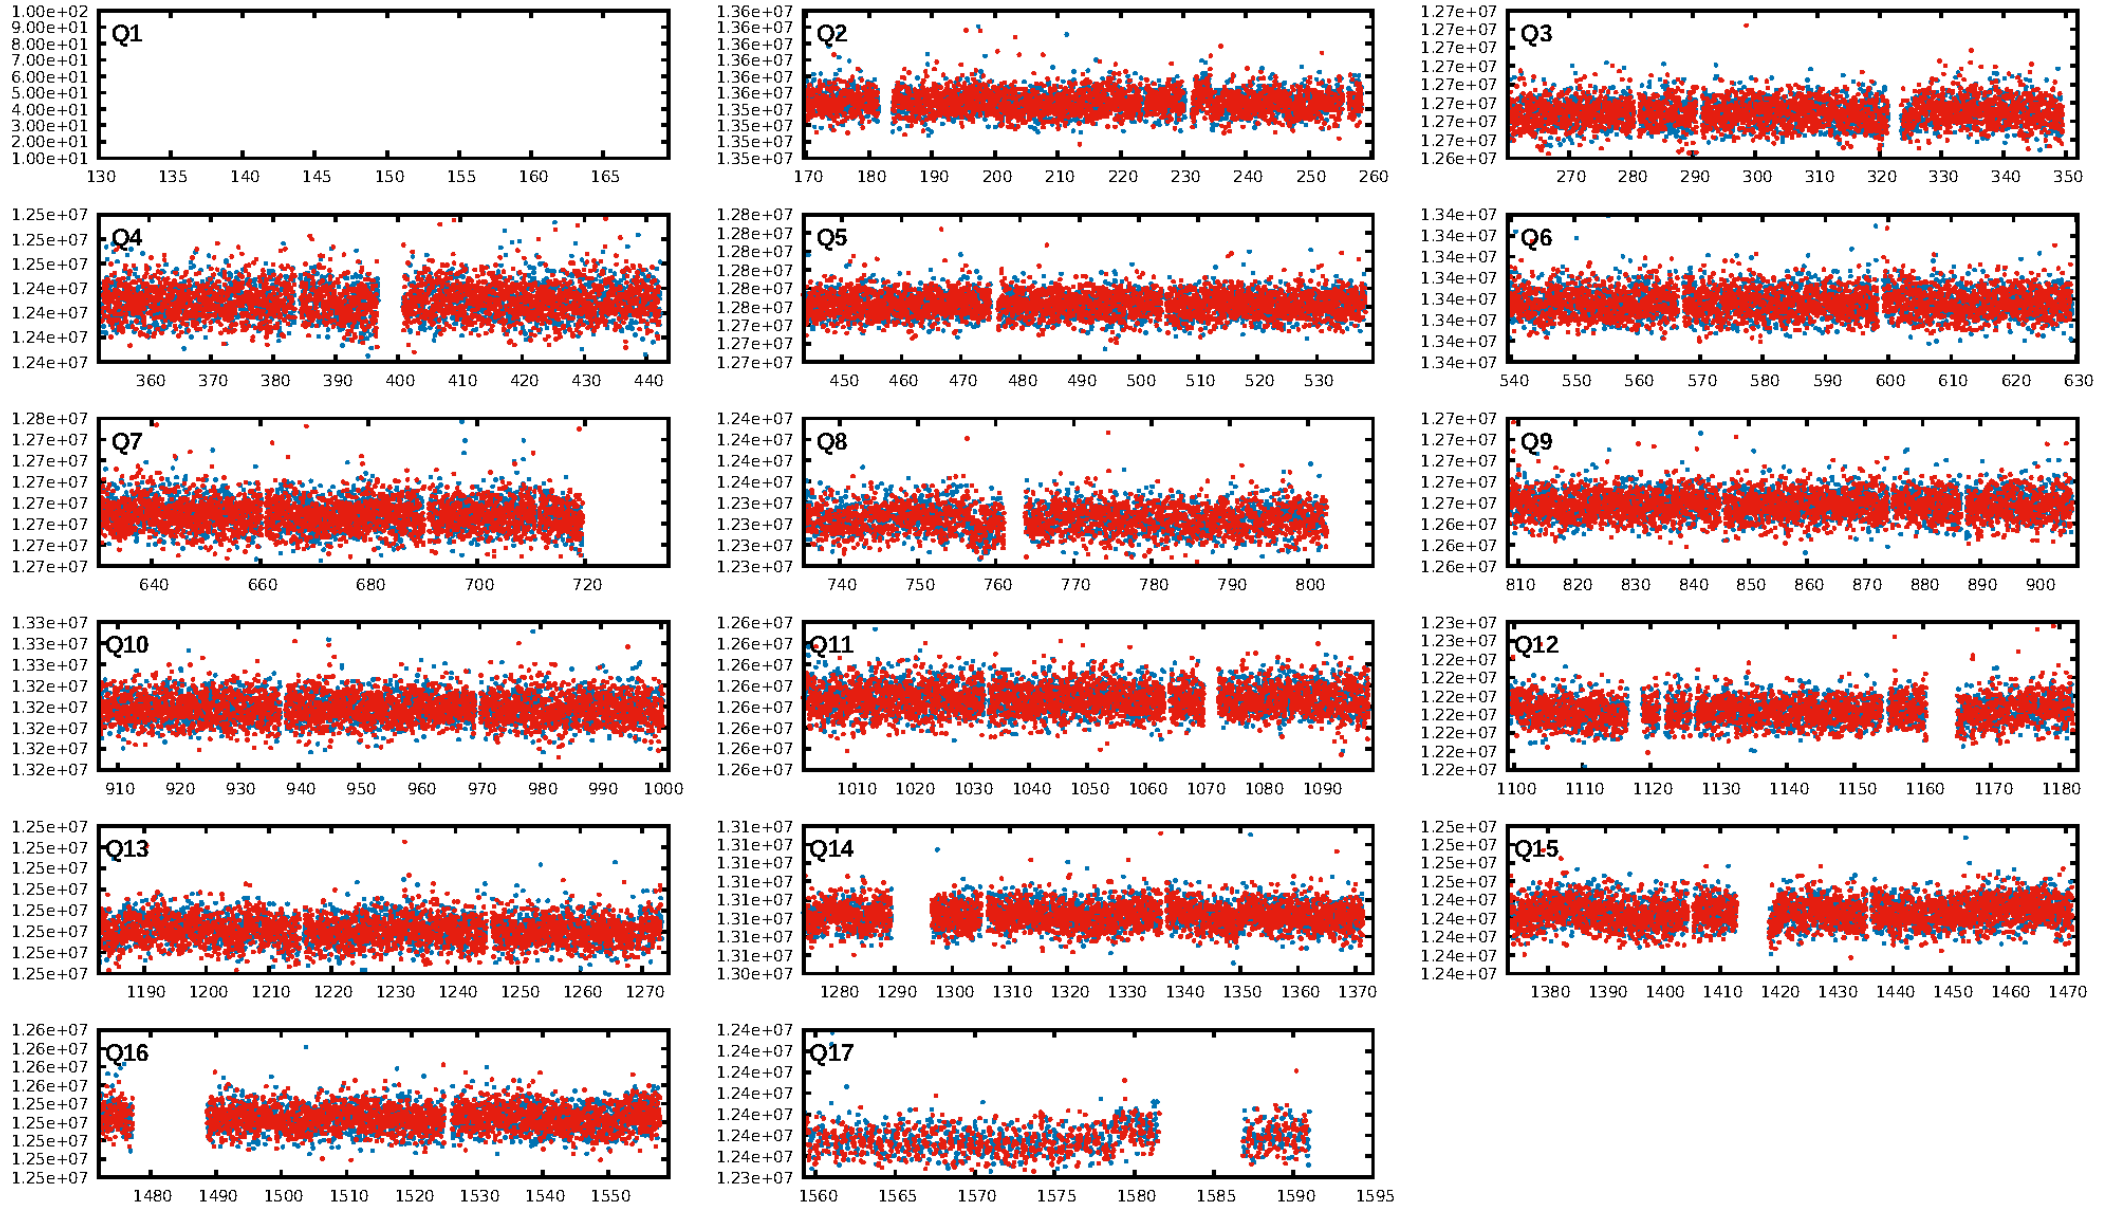 1.00e+02
9.00e+01
8.00e+01
7.00e+01
6.00e+01
5.00e+01
4.00e+01
3.00e+01
2.00e+01
1.00e+01
Q1
130 135 140 145 150 155 160 165
1.36e+07
1.36e+07
1.36e+07
1.36e+07
1.36e+07
1.36e+07
1.35e+07
1.35e+07
1.35e+07
1.35e+07
Q2
170 180 190 200 210 220 230 240 250 260
1.27e+07
1.27e+07
1.27e+07
1.27e+07
1.27e+07
1.27e+07
1.27e+07
1.27e+07
1.26e+07
Q3
270 280 290 300 310 320 330 340 350
1.25e+07
1.25e+07
1.25e+07
1.24e+07
1.24e+07
1.24e+07
1.24e+07
Q4
360 370 380 390 400 410 420 430 440
1.28e+07
1.28e+07
1.28e+07
1.28e+07
1.28e+07
1.28e+07
1.27e+07
1.27e+07
1.27e+07
Q5
450 460 470 480 490 500 510 520 530
1.34e+07
1.34e+07
1.34e+07
1.34e+07
1.34e+07
1.34e+07
1.34e+07
1.34e+07
Q6
540 550 560 570 580 590 600 610 620 630
1.28e+07
1.27e+07
1.27e+07
1.27e+07
1.27e+07
1.27e+07
1.27e+07
1.27e+07
Q7
640 660 680 700 720
1.24e+07
1.24e+07
1.24e+07
1.24e+07
1.23e+07
1.23e+07
1.23e+07
1.23e+07
Q8
740 750 760 770 780 790 800
1.27e+07
1.27e+07
1.27e+07
1.27e+07
1.27e+07
1.26e+07
1.26e+07
1.26e+07
Q9
810 820 830 840 850 860 870 880 890 900
1.33e+07
1.33e+07
1.33e+07
1.32e+07
1.32e+07
1.32e+07
1.32e+07
1.32e+07
Q10
910 920 930 940 950 960 970 980 990 1000
1.26e+07
1.26e+07
1.26e+07
1.26e+07
1.26e+07
1.26e+07
1.26e+07
1.26e+07
Q11
1010 1020 1030 1040 1050 1060 1070 1080 1090
1.23e+07
1.23e+07
1.22e+07
1.22e+07
1.22e+07
1.22e+07
1.22e+07
1.22e+07
1.22e+07
Q12
1100 1110 1120 1130 1140 1150 1160 1170 1180
1.25e+07
1.25e+07
1.25e+07
1.25e+07
1.25e+07
1.25e+07
1.25e+07
1.25e+07
Q13
1190 1200 1210 1220 1230 1240 1250 1260 1270
1.31e+07
1.31e+07
1.31e+07
1.31e+07
1.31e+07
1.31e+07
1.31e+07
1.31e+07
1.30e+07
Q14
1280 1290 1300 1310 1320 1330 1340 1350 1360 1370
1.25e+07
1.25e+07
1.25e+07
1.25e+07
1.24e+07
1.24e+07
1.24e+07
1.24e+07
1.24e+07
Q15
1380 1390 1400 1410 1420 1430 1440 1450 1460 1470
1.26e+07
1.26e+07
1.26e+07
1.26e+07
1.25e+07
1.25e+07
1.25e+07
1.25e+07
1.25e+07
Q16
1480 1490 1500 1510 1520 1530 1540 1550
1.24e+07
1.24e+07
1.24e+07
1.24e+07
1.24e+07
1.24e+07
1.24e+07
1.23e+07
Q17
1560 1565 1570 1575 1580 1585 1590 1595